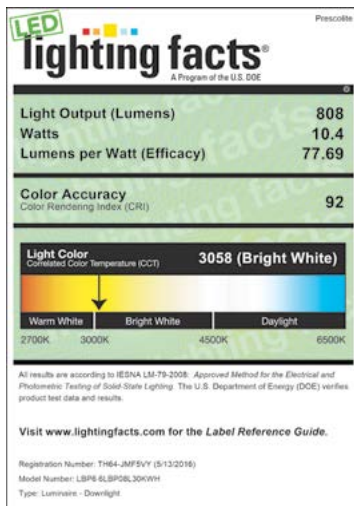 Prescolite
LED
lighting facts®
A Program of the U.S. DOE
Light Output (Lumens) 808
Watts 10.4
Lumens per Watt (Efficacy) 77.69
Color Accuracy 92
Color Rendering Index (CRI)
Light Color 3058 (Bright White)
Correlated Color Temperature (CCT)
Warm White Bright White Daylight
2700K 3000K 4500K 6500K
All results are according to IESNA LM-79-2008: Approved Method for the Electrical and
Photometric Testing of Solid-State Lighting. The U.S. Department of Energy (DOE) verifies
product test data and results.
Visit www.lightingfacts.com for the Label Reference Guide.
Registration Number: TH64-JMF5VY (5/13/2016)
Model Number: LBP6 6LBP08L30KWH
Type: Luminaire - Downlight